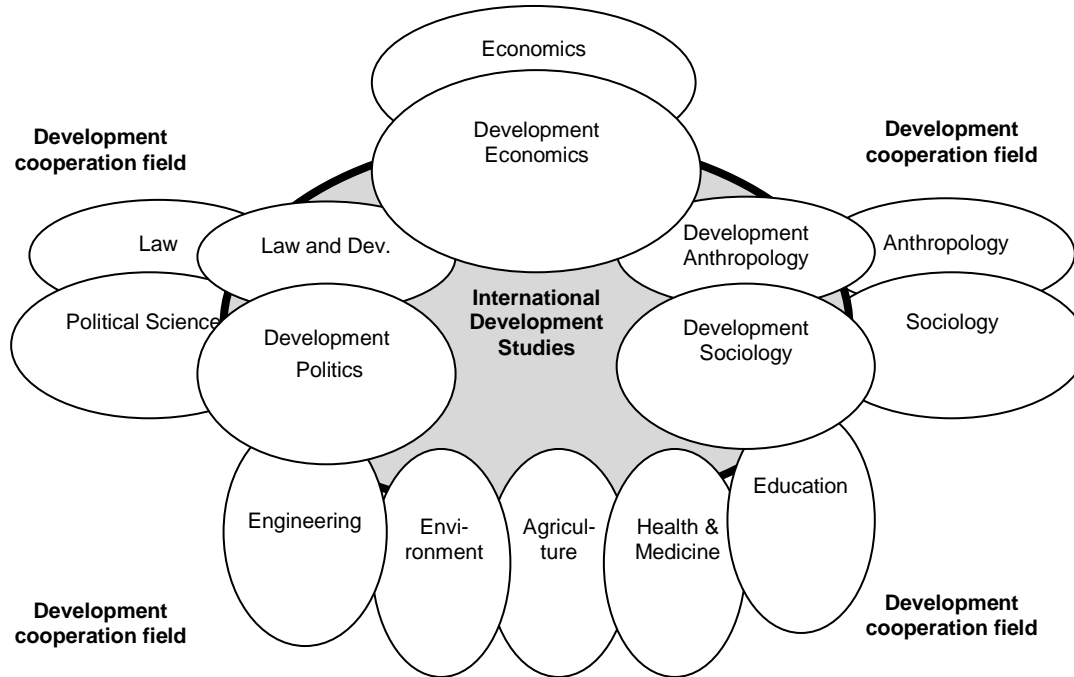 Economics
Development
Economics
Development
cooperation field
Development
cooperation field
Law
Law and Dev.
Development
Anthropology
Anthropology
International
Development
Studies
Political Science
Development
Politics
Development
Sociology
Sociology
Engineering
Envi-
ronment
Agricul-
ture
Health &
Medicine
Education
Development
cooperation field
Development
cooperation field